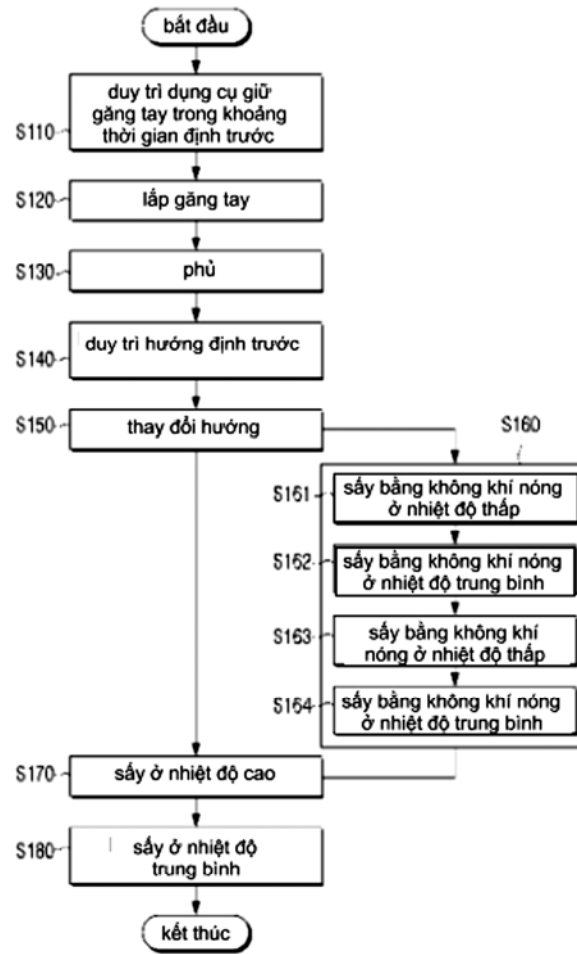 bắt đầu
duy trì dụng cụ giữ
găng tay trong khoảng
thời gian định trước
S110
S120
lắp găng tay
S130
phủ
S140
duy trì hướng định trước
S150
thay đổi hướng
S160
S161
sấy bằng không khí nóng
ở nhiệt độ thấp
S162
sấy bằng không khí nóng
ở nhiệt độ trung bình
S163
sấy bằng không khí
nóng ở nhiệt độ thấp
S164
sấy bằng không khí nóng
ở nhiệt độ trung bình
S170
sấy ở nhiệt độ cao
S180
sấy ở nhiệt độ
trung bình
kết thúc